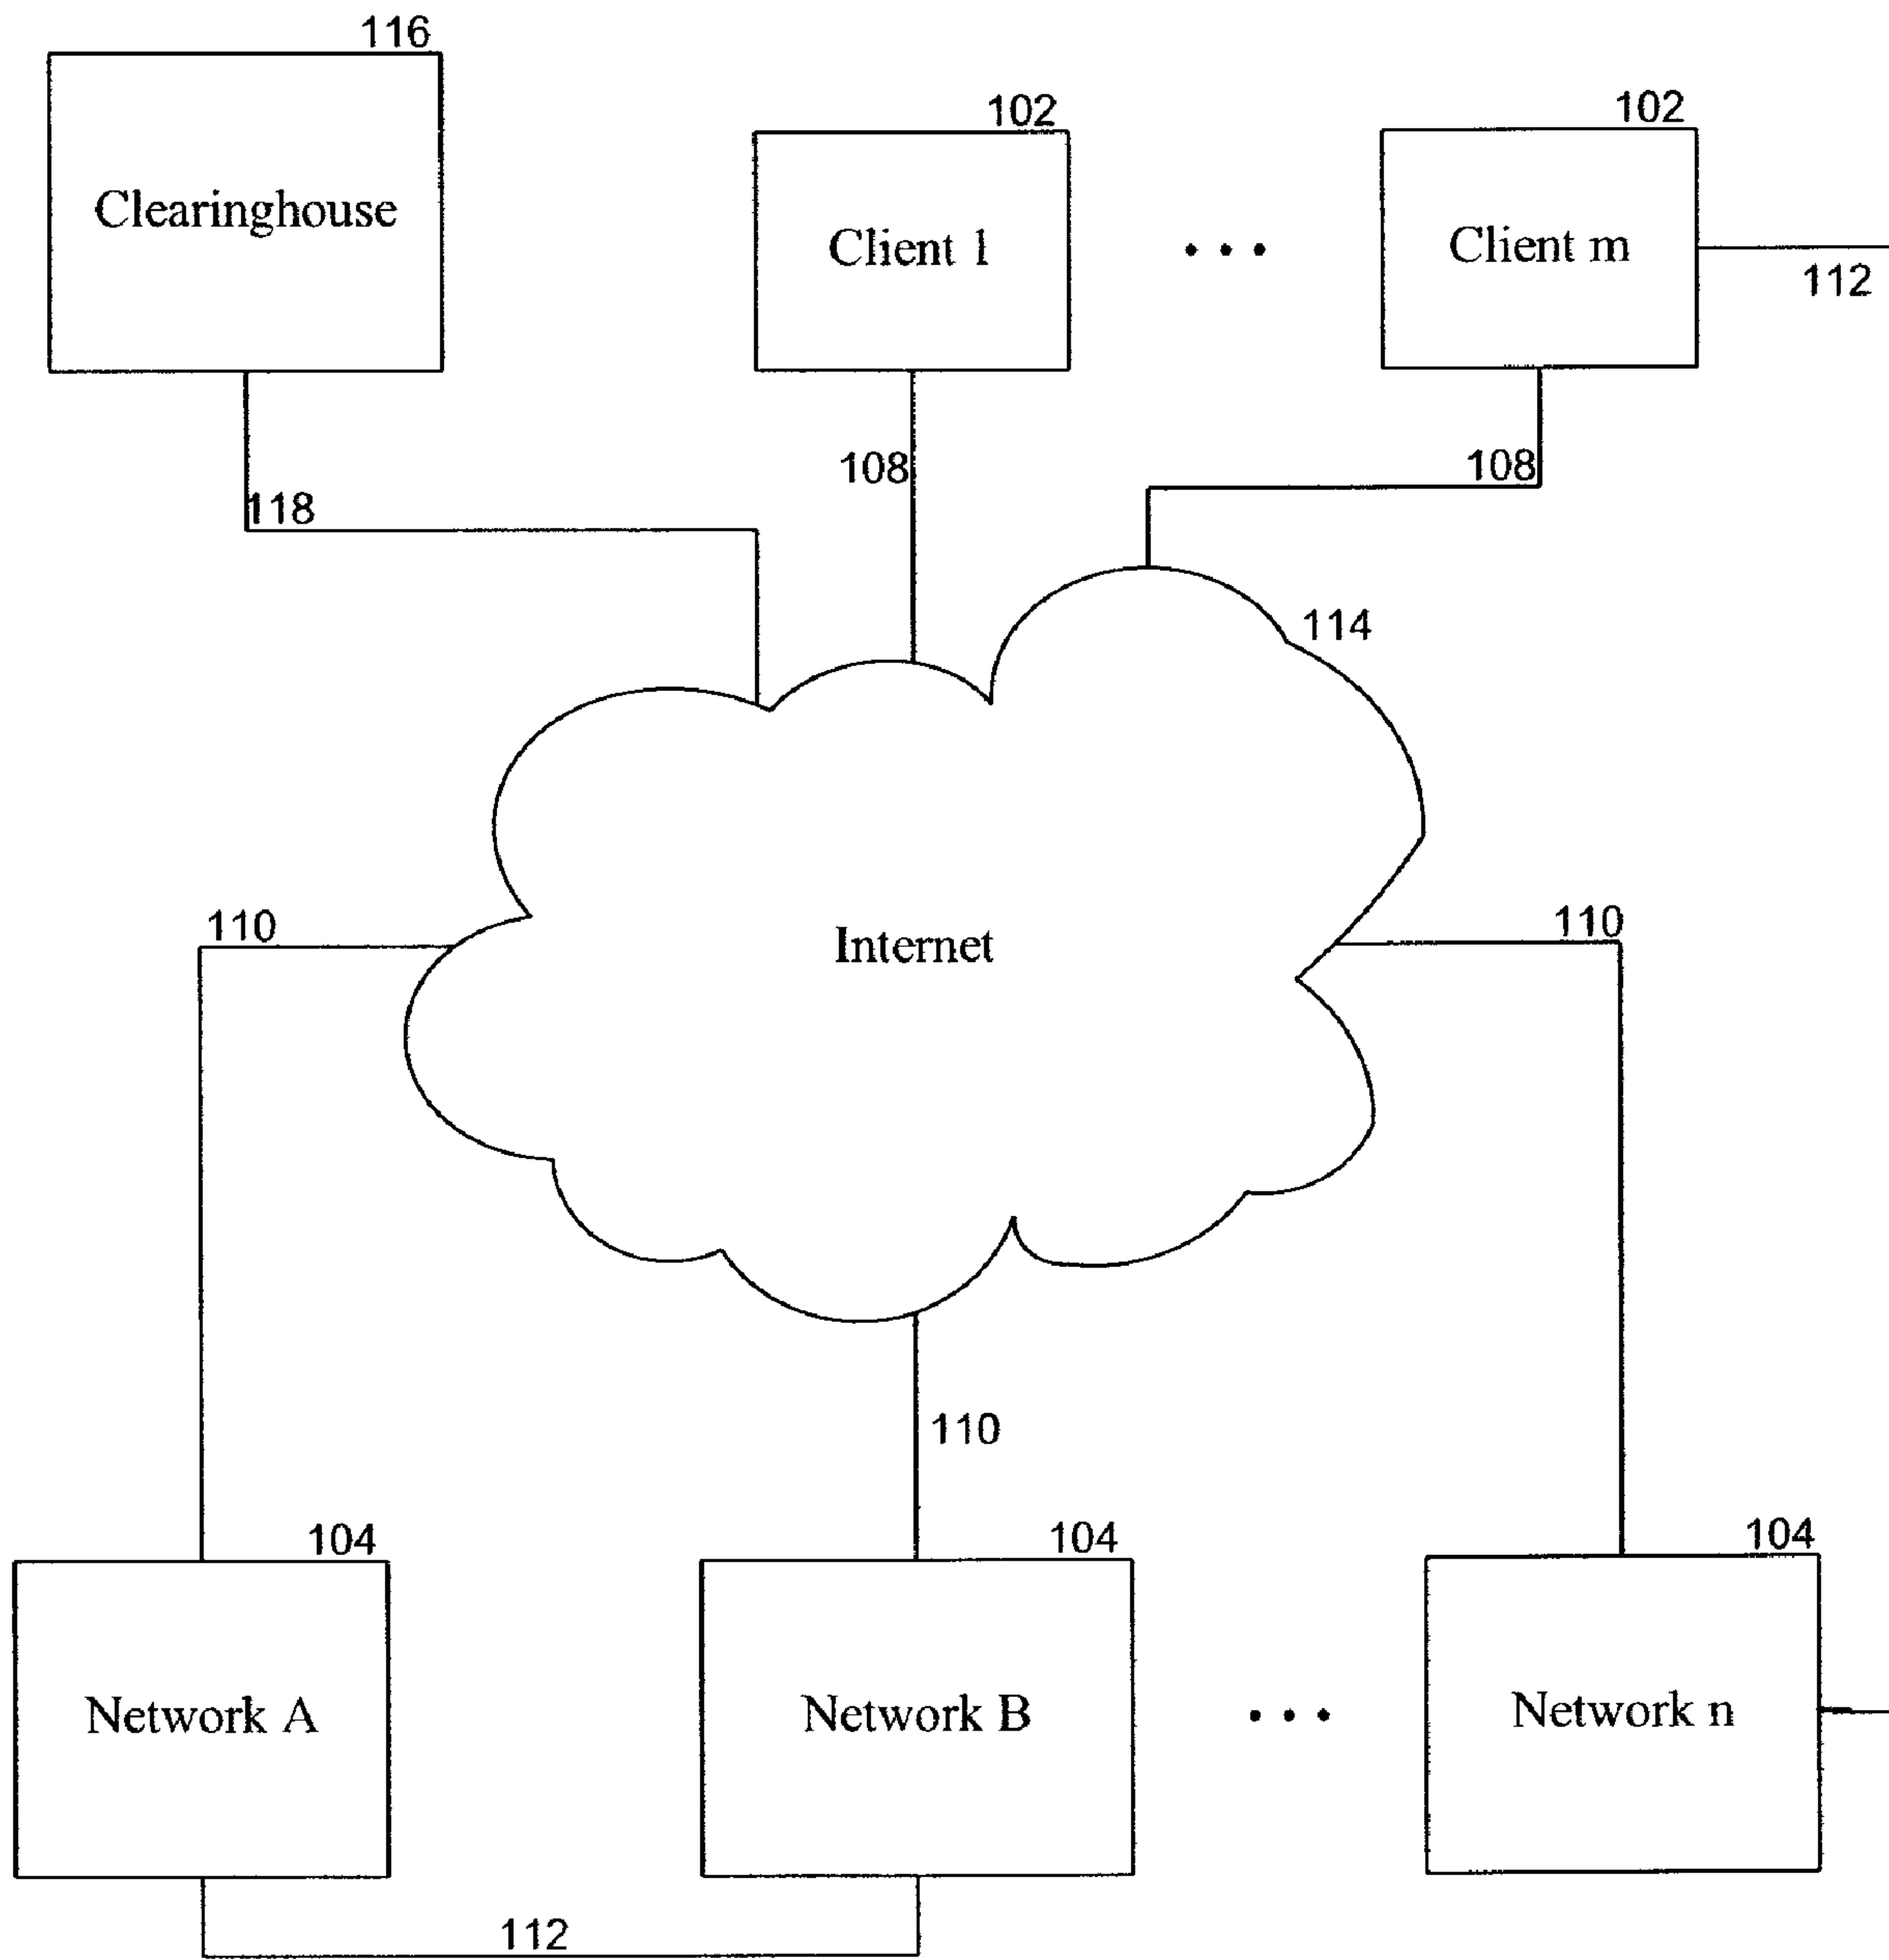 116
Clearinghouse
102
Client 1
• • •
102
Client m
112
118
108
108
114
110
Internet
110
110
104
Network A
104
Network B
• • •
104
Network n
112